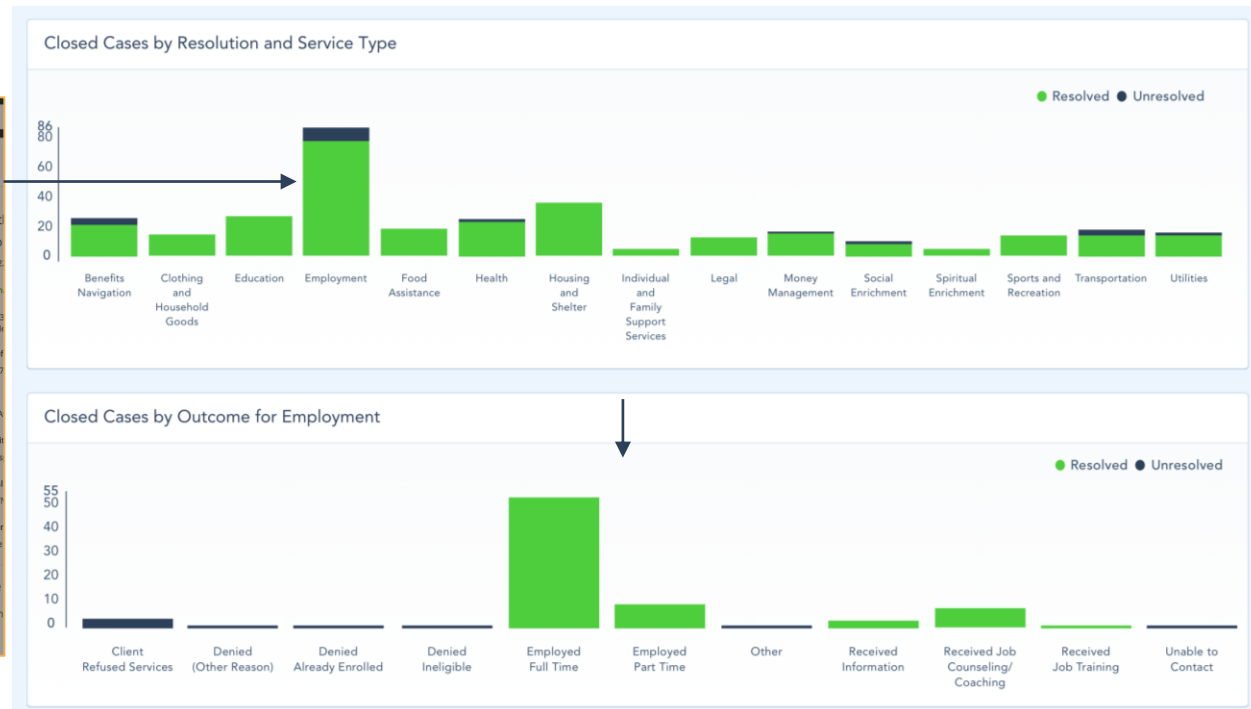 Closed Cases by Resolution and Service Type
Resolved Unresolved
86
80
60
40
20
0
Benefits
Navigation
Clothing
and
Household
Goods
Education
Employment
Food
Assistance
Health
Housing
and
Shelter
Individual
and
Family
Support
Services
Legal
Money
Management
Social
Enrichment
Spiritual
Enrichment
Sports and
Recreation
Transportation
Utilities
Closed Cases by Outcome for Employment
Resolved Unresolved
55
50
40
30
20
10
0
Client
Refused Services
Denied
(Other Reason)
Denied
Already Enrolled
Denied
Ineligible
Employed
Full Time
Employed
Part Time
Other
Received
Information
Received Job
Counseling/
Coaching
Received
Job Training
Unable to
Contact